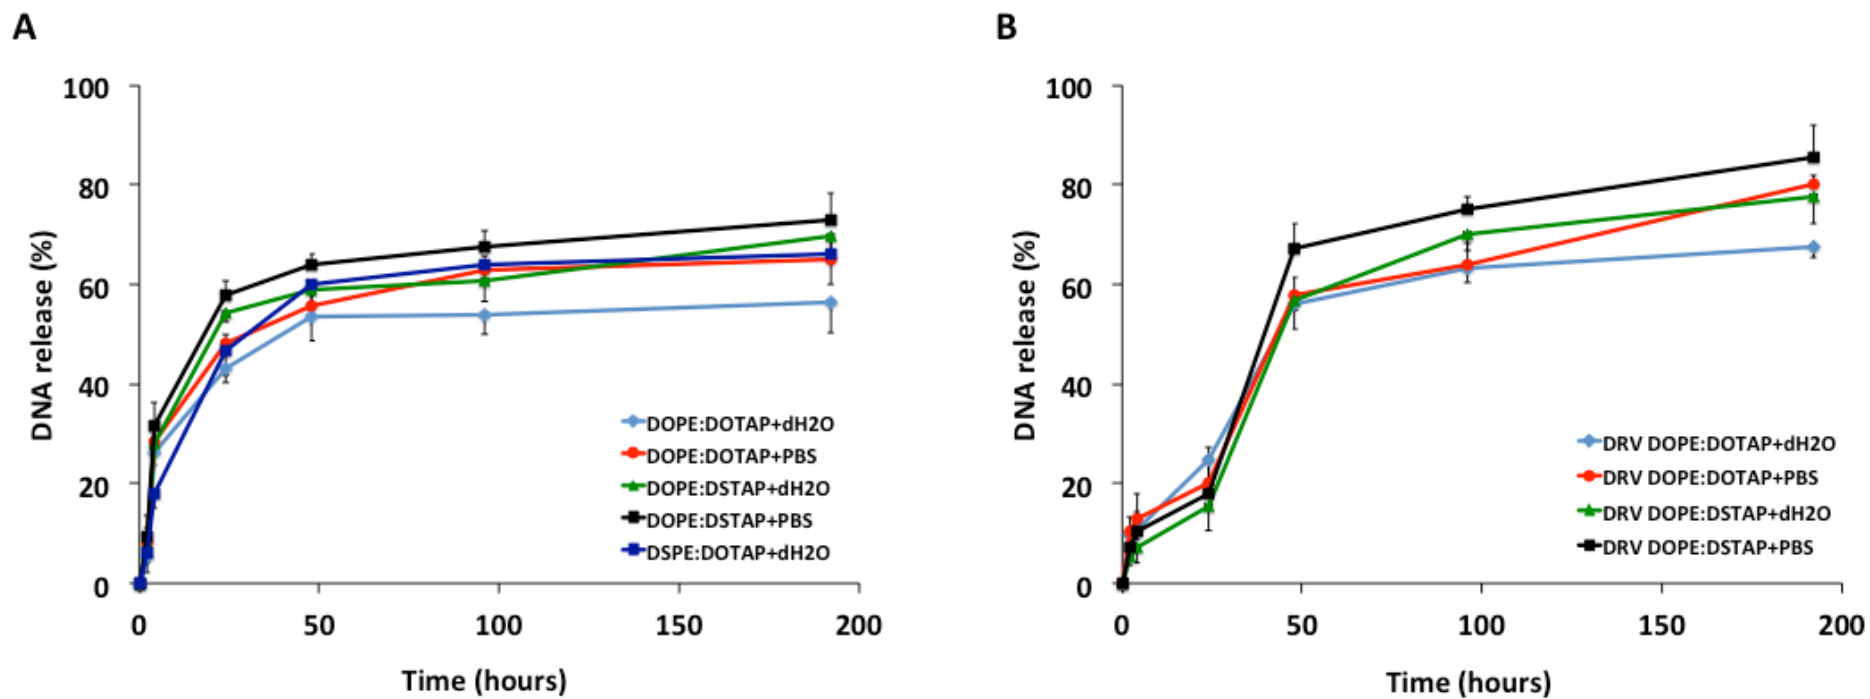 A
100
80
60
40
20
0
DNA release (%)
0 50 100 150 200
Time (hours)
DOPE:DOTAP+dH2O
DOPE:DOTAP+PBS
DOPE:DSTAP+dH2O
DOPE:DSTAP+PBS
DSPE:DOTAP+dH2O
B
100
80
60
40
20
0
DNA release (%)
0 50 100 150 200
Time (hours)
DRV DOPE:DOTAP+dH2O
DRV DOPE:DOTAP+PBS
DRV DOPE:DSTAP+dH2O
DRV DOPE:DSTAP+PBS